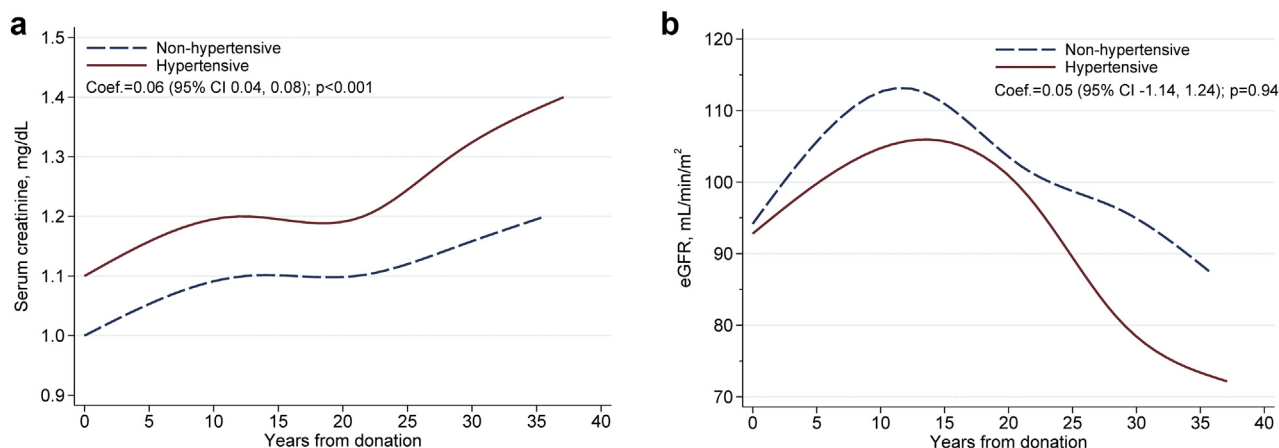 a
1.5
1.4
1.3
1.2
1.1
1.0
0.9
Serum creatinine, mg/dL
Non-hypertensive
Hypertensive
Coef.=0.06 (95% CI 0.04, 0.08); p<0.001
0 5 10 15 20 25 30 35 40
Years from donation
b
120
110
100
90
80
70
eGFR, mL/min/m²
Non-hypertensive
Hypertensive
Coef.=0.05 (95% CI -1.14, 1.24); p=0.94
0 5 10 15 20 25 30 35 40
Years from donation